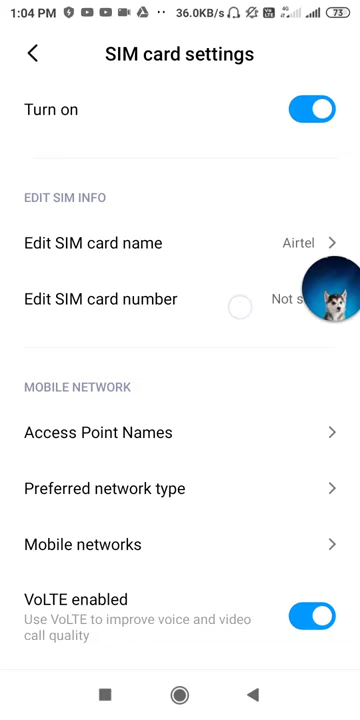 1:04 PM 36.0KB/s 4G 73
SIM card settings
Turn on
EDIT SIM INFO
Edit SIM card name Airtel
Edit SIM card number Not s
MOBILE NETWORK
Access Point Names
Preferred network type
Mobile networks
VoLTE enabled
Use VoLTE to improve voice and video
call quality